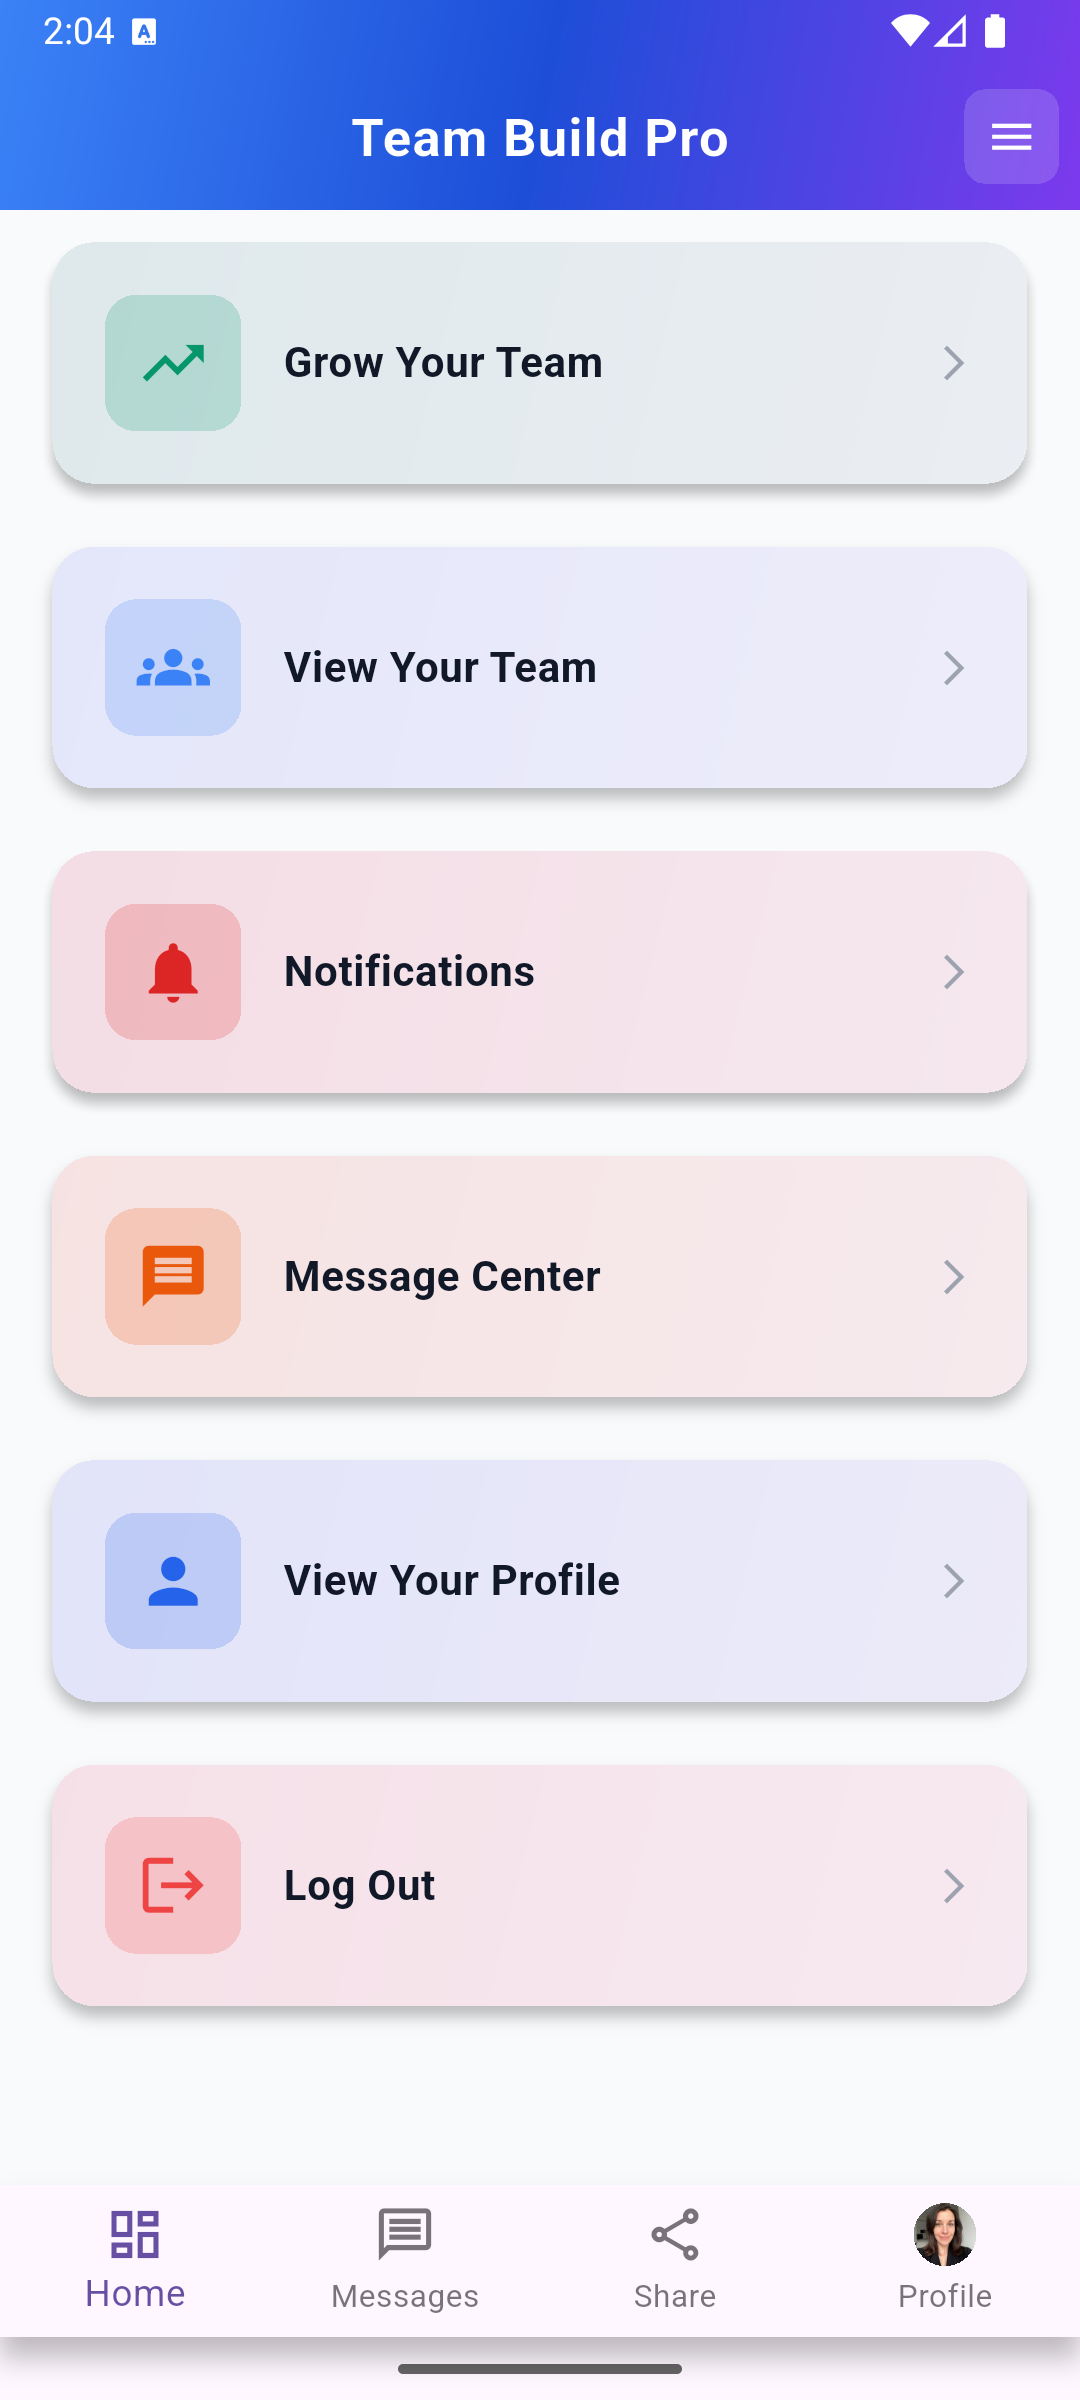 2:04
Team Build Pro
Grow Your Team
View Your Team
Notifications
Message Center
View Your Profile
Log Out
Home
Messages
Share
Profile